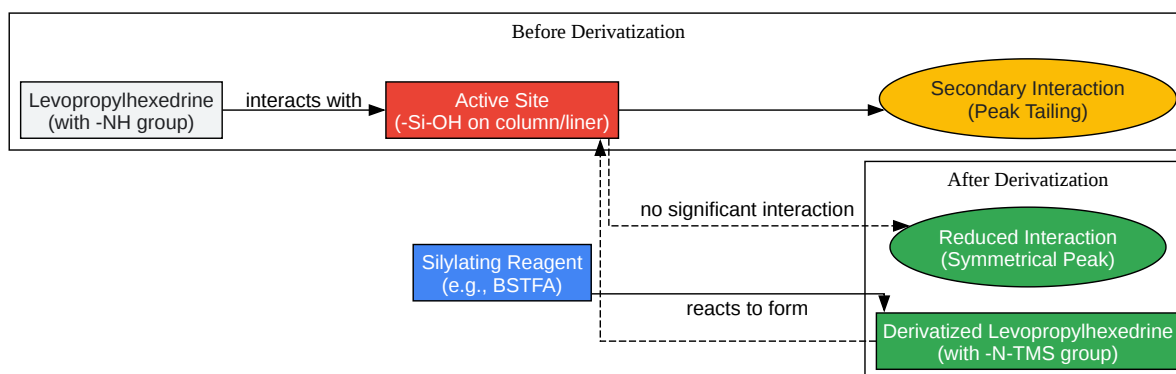 Before Derivatization
Levopropylhexedrine
(with -NH group)
interacts with
Active Site
(-Si-OH on column/liner)
Secondary Interaction
(Peak Tailing)
After Derivatization
no significant interaction
Reduced Interaction
(Symmetrical Peak)
Silylating Reagent
(e.g., BSTFA)
reacts to form
Derivatized Levopropylhexedrine
(with -N-TMS group)